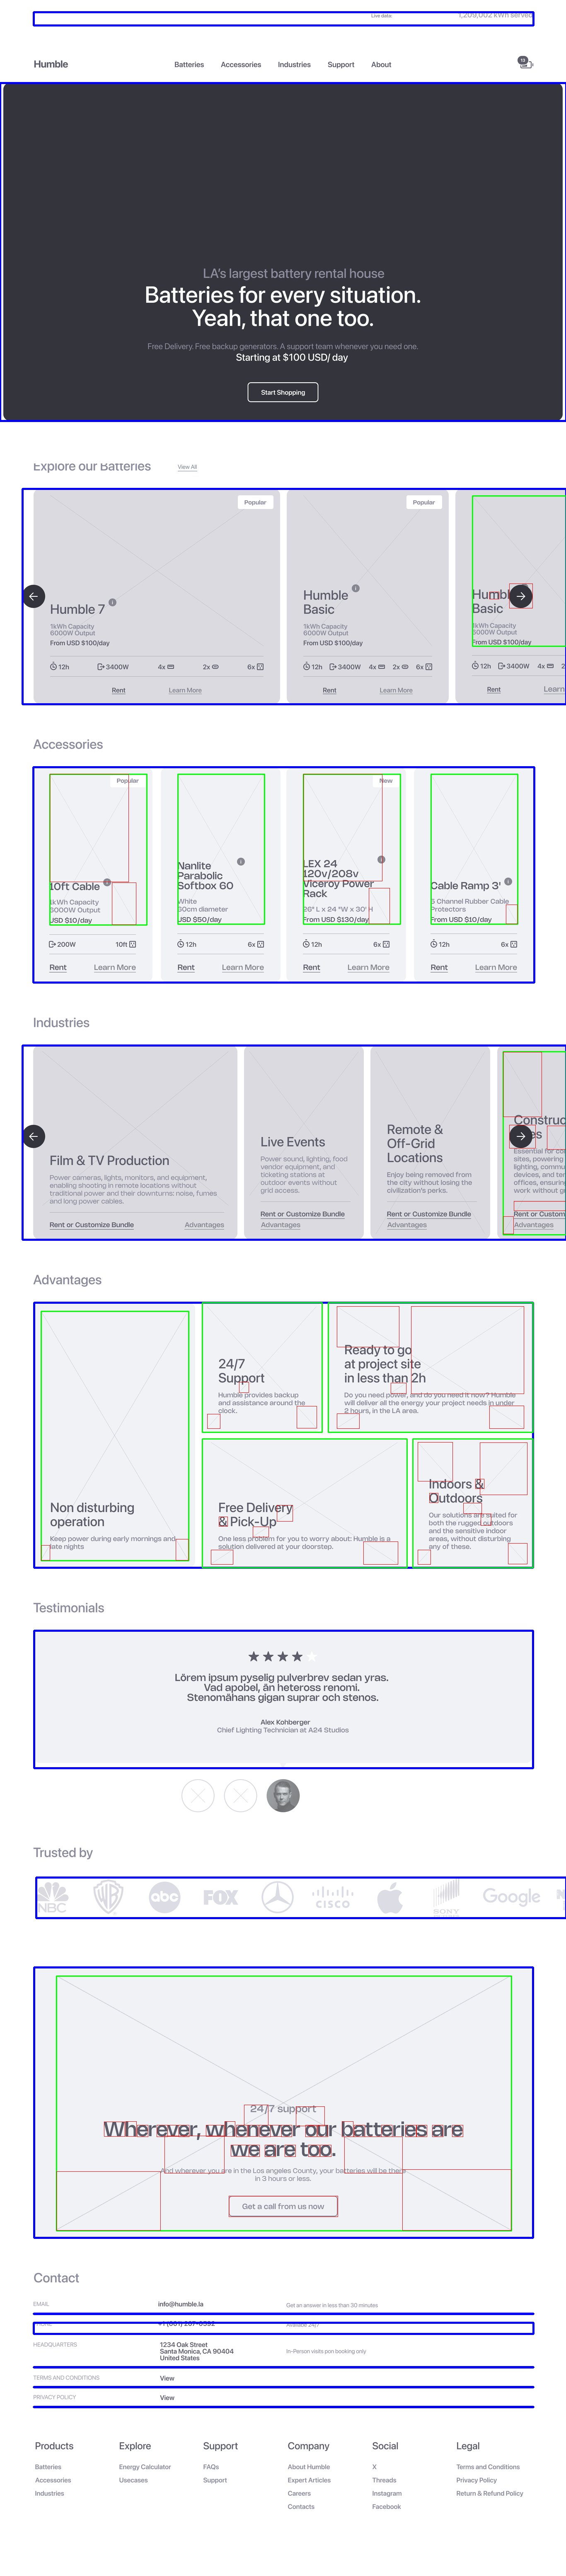 Live data:
1,209,002 kWh served
Humble
Batteries
Accessories
Industries
Support
About
13
LA's largest battery rental house
Batteries for every situation.
Yeah, that one too.
Free Delivery. Free backup generators. A support team whenever you need one.
Starting at $100 USD/ day
Start Shopping
Explore our Batteries
View All
Popular
Humble 7
1kWh Capacity
6000W Output
From USD $100/day
12h
3400W
4x
2x
6x
Rent
Learn More
Popular
Humble
Basic
1kWh Capacity
6000W Output
From USD $100/day
12h
3400W
4x
2x
6x
Rent
Learn More
Humble
Basic
1kWh Capacity
6000W Output
From USD $100/day
12h
3400W
4x
2
Rent
Learn
Accessories
Popular
10ft Cable
1kWh Capacity
6000W Output
USD $10/day
200W
10ft
Rent
Learn More
Nanlite
Parabolic
Softbox 60
White
60cm diameter
USD $50/day
12h
6x
Rent
Learn More
New
LEX 24
120v/208v
Viceroy Power
Rack
26" L x 24 "W x 30' H
From USD $130/day
12h
6x
Rent
Learn More
Cable Ramp 3'
5 Channel Rubber Cable
Protectors
From USD $10/day
12h
6x
Rent
Learn More
Industries
Film & TV Production
Power cameras, lights, monitors, and equipment,
enabling shooting in remote locations without
traditional power and their downturns: noise, fumes
and long power cables.
Rent or Customize Bundle
Advantages
Live Events
Power sound, lighting, food
vendor equipment, and
ticketing stations at
outdoor events without
grid access.
Rent or Customize Bundle
Advantages
Remote &
Off-Grid
Locations
Enjoy being removed from
the city without losing the
civilization's perks.
Rent or Customize Bundle
Advantages
Construc
es
Essential for co
sites, powering
lighting, commu
devices, and ter
offices, ensurin
work without gr
Rent or Custom
Advantages
Advantages
Non disturbing
operation
Keep power during early mornings and
late nights
24/7
Support
Humble provides backup
and assistance around the
clock.
Ready to go
at project site
in less than 2h
Do you need power, and do you need it now? Humble
will deliver all the energy your project needs in under
2 hours, in the LA area.
Free Delivery
& Pick-Up
One less problem for you to worry about: Humble is a
solution delivered at your doorstep.
Indoors &
Outdoors
Our solutions are suited for
both the rugged outdoors
and the sensitive indoor
areas, without disturbing
any of these.
Testimonials
Lörem ipsum pyselig pulverbrev sedan yras.
Vad apobel, än heteross renomi.
Stenomåhans gigan suprar och stenos.
Alex Kohberger
Chief Lighting Technician at A24 Studios
Trusted by
NBC
WB
abc
FOX
CISCO
SONY
Google
24/7 support
Wherever, whenever our batteries are
we are too.
And wherever you are in the Los angeles County, your batteries will be there
in 3 hours or less.
Get a call from us now
Contact
EMAIL
info@humble.la
Get an answer in less than 30 minutes
PHONE
Available 24/7
HEADQUARTERS
1234 Oak Street
Santa Monica, CA 90404
United States
In-Person visits pon booking only
TERMS AND CONDITIONS
View
PRIVACY POLICY
View
Products
Batteries
Accessories
Industries
Explore
Energy Calculator
Usecases
Support
FAQs
Support
Company
About Humble
Expert Articles
Careers
Contacts
Social
X
Threads
Instagram
Facebook
Legal
Terms and Conditions
Privacy Policy
Return & Refund Policy